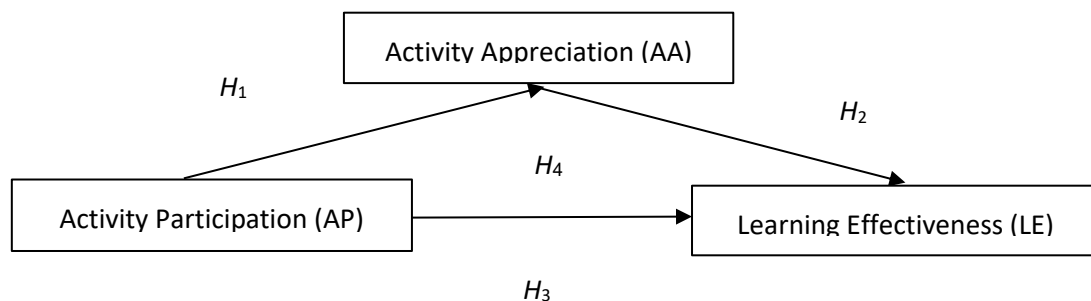 Activity Appreciation (AA)
H1
H2
H4
Activity Participation (AP)
Learning Effectiveness (LE)
H3